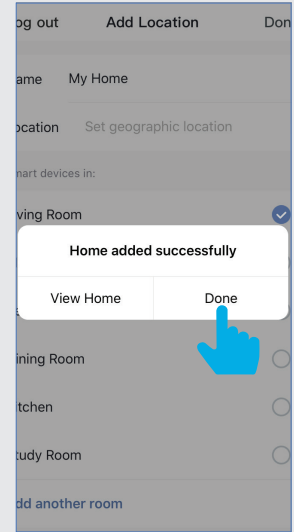 og out Add Location Don
ame My Home
ocation Set geographic location
mart devices in:
ving Room
Home added successfully
View Home Done
ining Room
itchen
tudy Room
dd another room